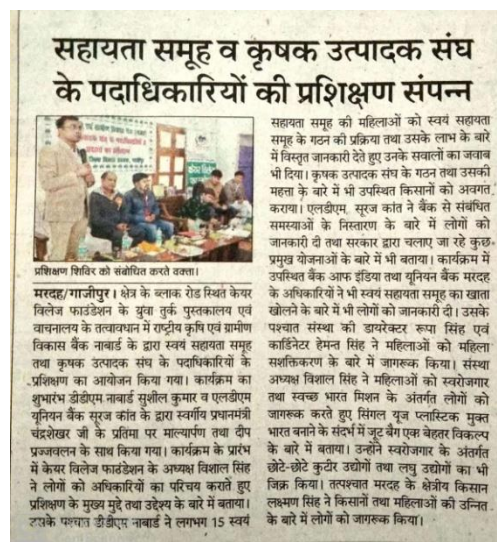 सहायता समूह व कृषक उत्पादक संघ
के पदाधिकारियों की प्रशिक्षण संपन्न
प्रशिक्षण शिविर को संबोधित करते वक्ता।
मरदह/गाजीपुर। क्षेत्र के ब्लाक रोड स्थित केयर
विलेज फाउंडेशन के युवा तुर्क पुस्तकालय एवं
वाचनालय के तत्वावधान में राष्ट्रीय कृषि एवं ग्रामीण
विकास बैंक नाबार्ड के द्वारा स्वयं सहायता समूह
तथा कृषक उत्पादक संघ के पदाधिकारियों के
प्रशिक्षण का आयोजन किया गया। कार्यक्रम का
शुभारंभ डीडीएम नाबार्ड सुशील कुमार व एलडीएम
यूनियन बैंक सूरज कांत के द्वारा स्वर्गीय प्रधानमंत्री
चंद्रशेखर जी के प्रतिमा पर माल्यार्पण तथा दीप
प्रज्जवलन के साथ किया गया। कार्यक्रम के प्रारंभ
में केयर विलेज फाउंडेशन के अध्यक्ष विशाल सिंह
ने लोगों को अधिकारियों का परिचय कराते हुए
प्रशिक्षण के मुख्य मुद्दे तथा उद्देश्य के बारे में बताया।
उसके पश्चात डीडीएम नाबार्ड ने लगभग 15 स्वयं
सहायता समूह की महिलाओं को स्वयं सहायता
समूह के गठन की प्रक्रिया तथा उसके लाभ के बारे
में विस्तृत जानकारी देते हुए उनके सवालों का जवाब
भी दिया। कृषक उत्पादक संघ के गठन तथा उसकी
महत्ता के बारे में भी उपस्थित किसानों को अवगत
कराया। एलडीएम सूरज कांत ने बैंक से संबंधित
समस्याओं के निस्तारण के बारे में लोगों को
जानकारी दी तथा सरकार द्वारा चलाए जा रहे कुछ
प्रमुख योजनाओं के बारे में भी बताया। कार्यक्रम में
उपस्थित बैंक आफ इंडिया तथा यूनियन बैंक मरदह
के अधिकारियों ने भी स्वयं सहायता समूह का खाता
खोलने के बारे में भी लोगों को जानकारी दी। उसके
पश्चात संस्था की डायरेक्टर रूपा सिंह एवं
कार्डिनेटर हेमन्त सिंह ने महिलाओं को महिला
सशक्तिकरण के बारे में जागरूक किया। संस्था
अध्यक्ष विशाल सिंह ने महिलाओं को स्वरोजगार
तथा स्वच्छ भारत मिशन के अंतर्गत लोगों को
जागरूक करते हुए सिंगल यूज प्लास्टिक मुक्त
भारत बनाने के संदर्भ में जूट बैग एक बेहतर विकल्प
के बारे में बताया। उन्होंने स्वरोजगार के अंतर्गत
छोटे-छोटे कुटीर उद्योगों तथा लघु उद्योगों का भी
जिक्र किया। तत्पश्चात मरदह के क्षेत्रीय किसान
लक्ष्मण सिंह ने किसानों तथा महिलाओं की उन्नित
के बारे में लोगों को जागरूक किया।